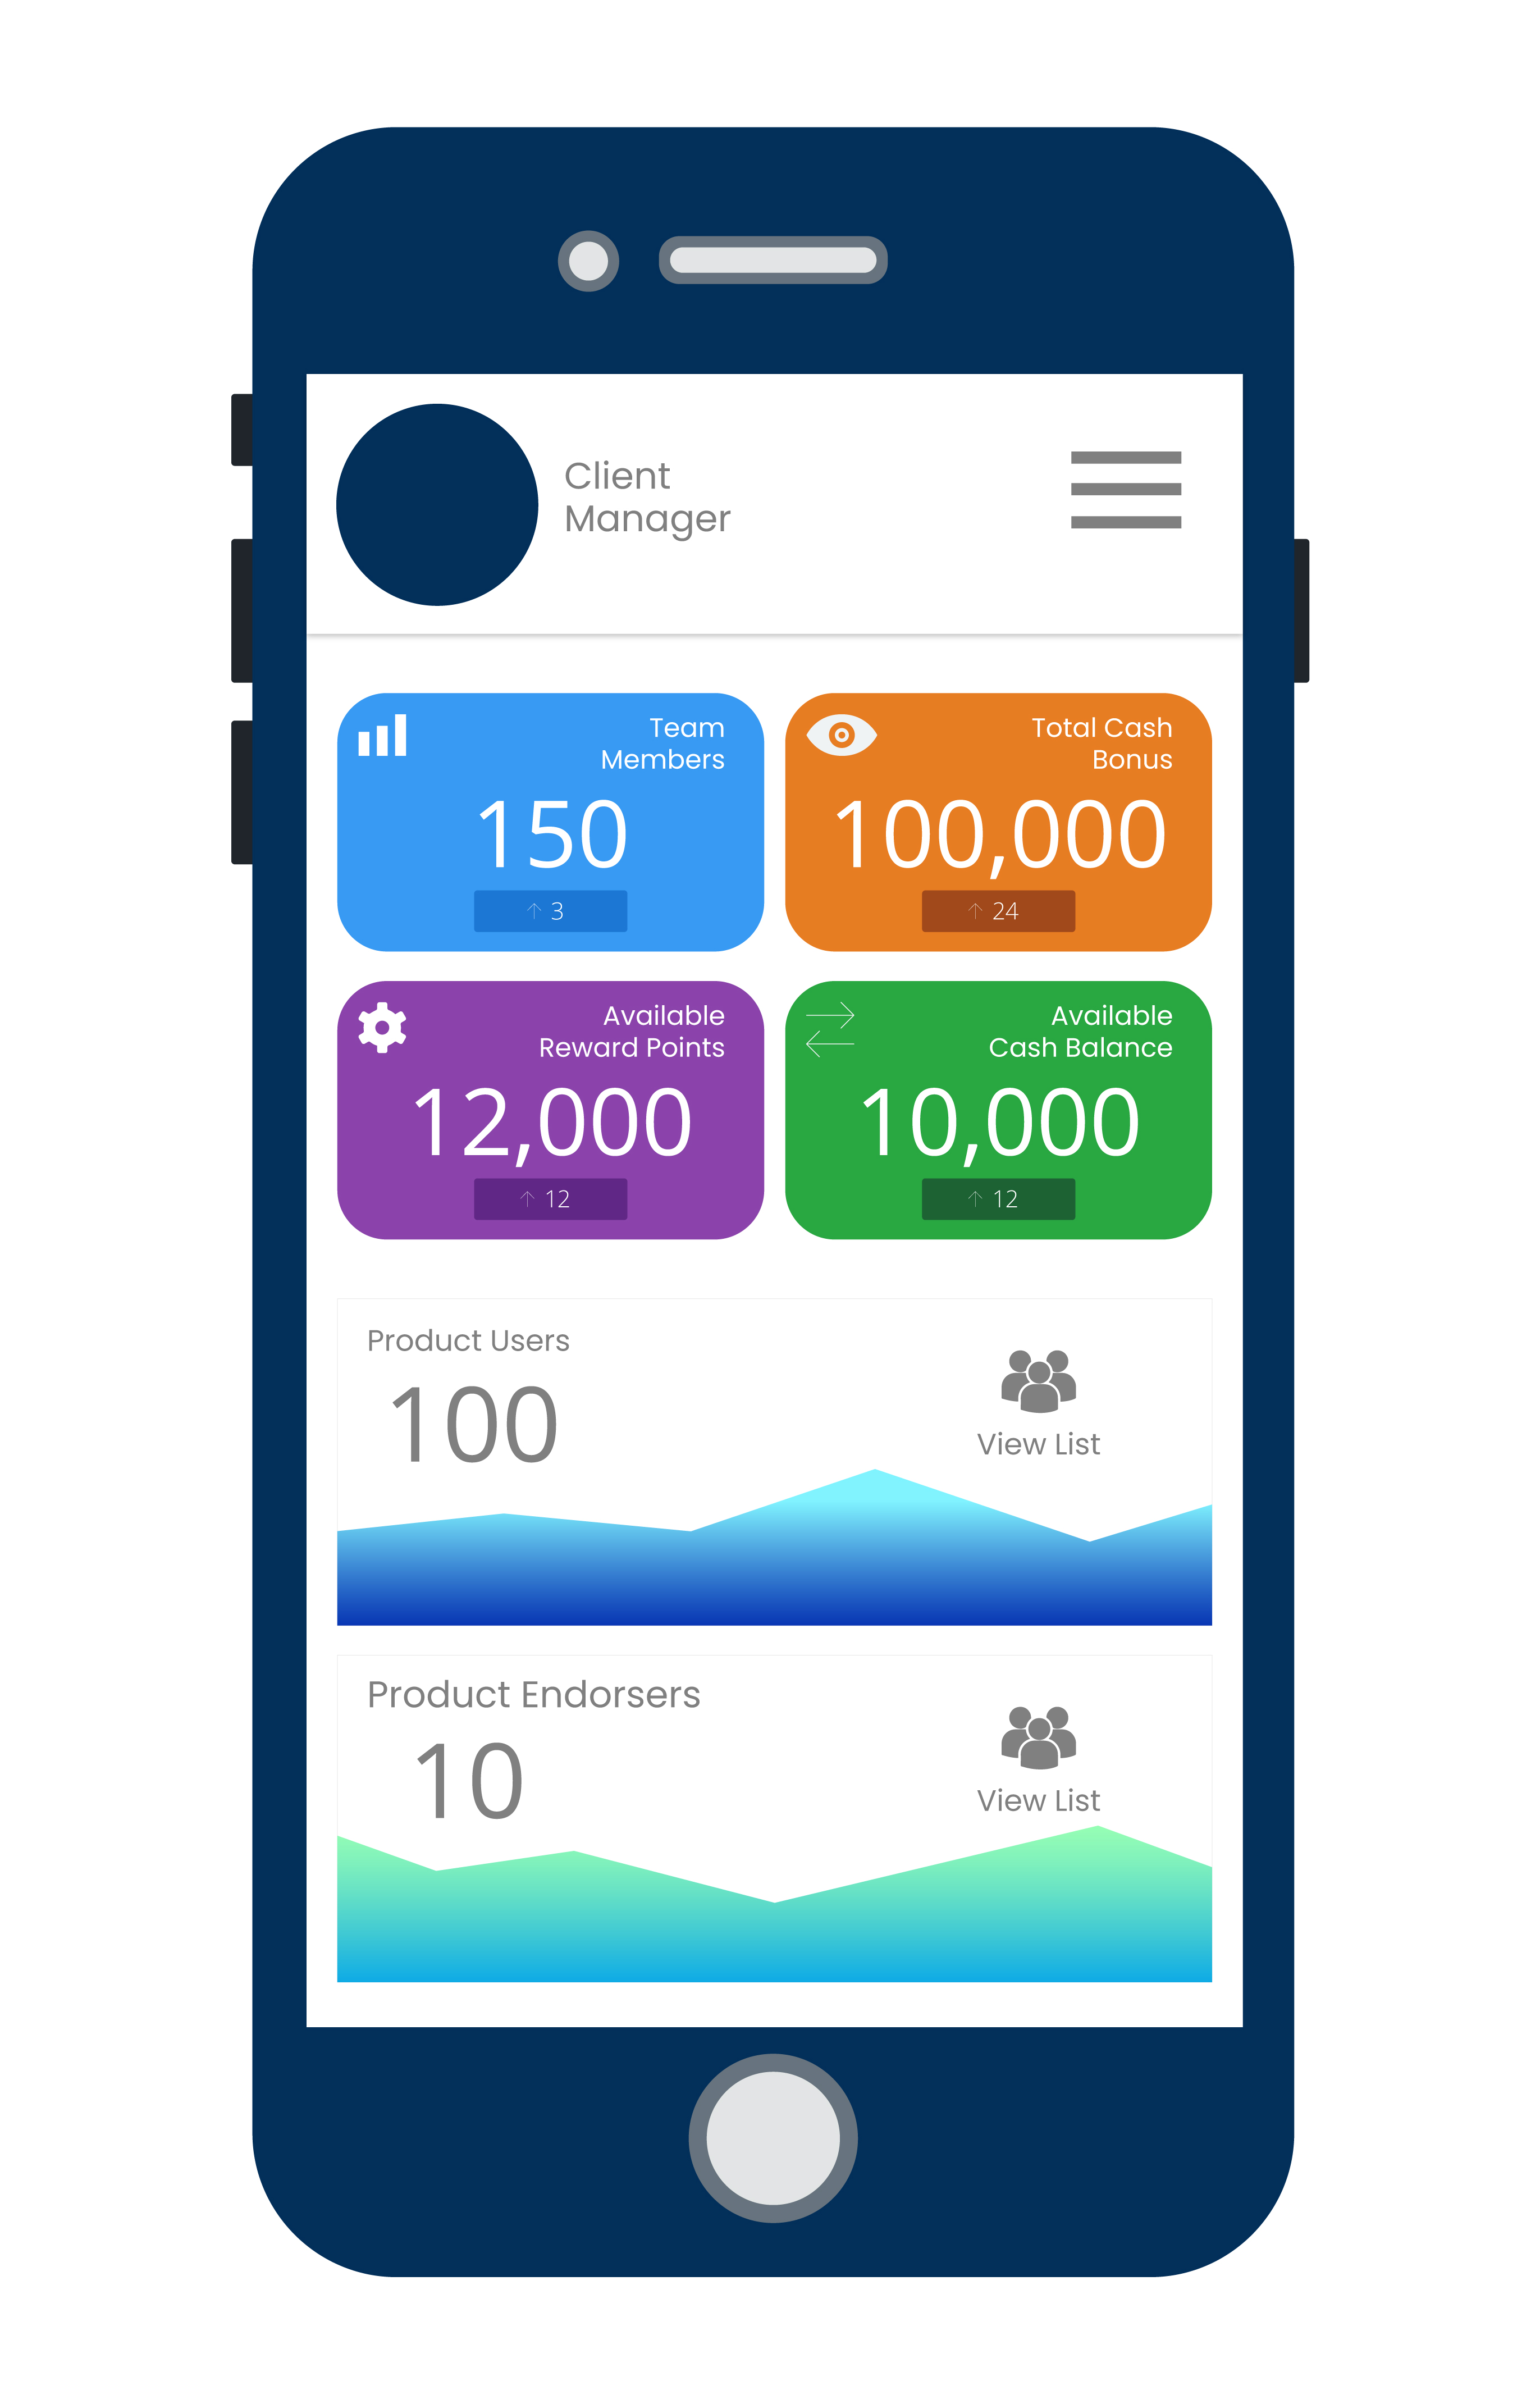 Client
Manager
Team
Members
150
↑ 3
Total Cash
Bonus
100,000
↑ 24
Available
Reward Points
12,000
↑ 12
Available
Cash Balance
10,000
↑ 12
Product Users
100
View List
Product Endorsers
10
View List